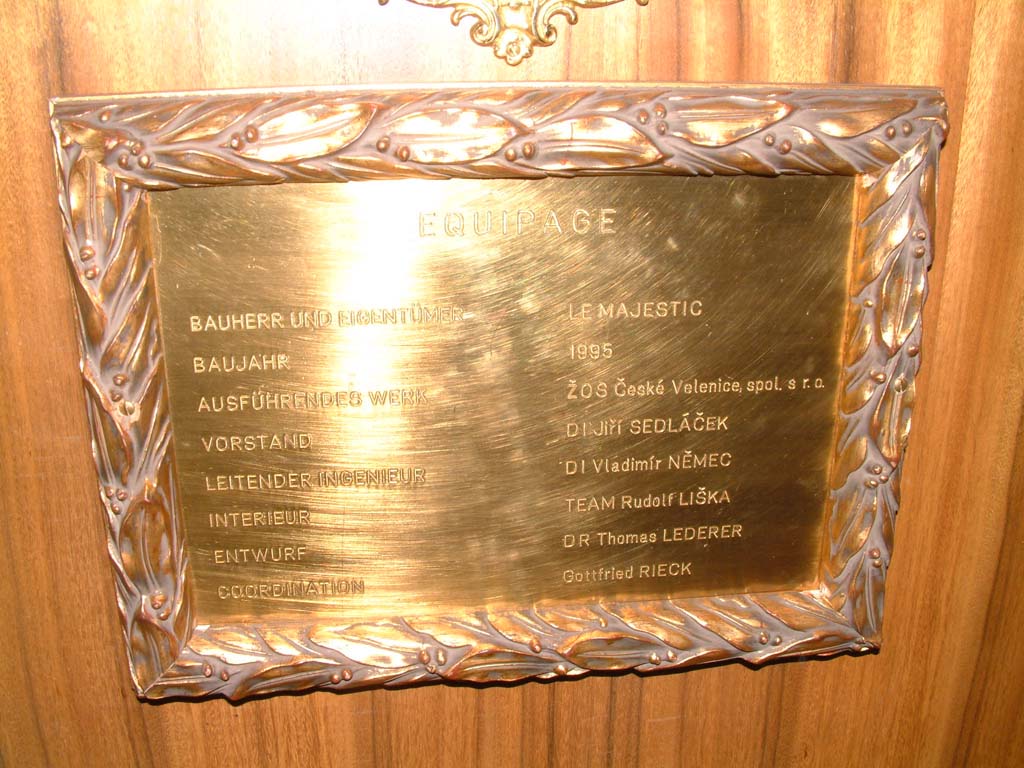 EQUIPAGE
BAUHERR UND EIGENTÜMER LE MAJESTIC
BAUJAHR 1995
AUSFÜHRENDES WERK ŽOS České Velenice, spol. s r.o.
VORSTAND DI Jiří SEDLÁČEK
LEITENDER INGENIEUR DI Vladimír NĚMEC
INTERIEUR TEAM Rudolf LIŠKA
ENTWURF DR Thomas LEDERER
COORDINATION Gottfried RIECK